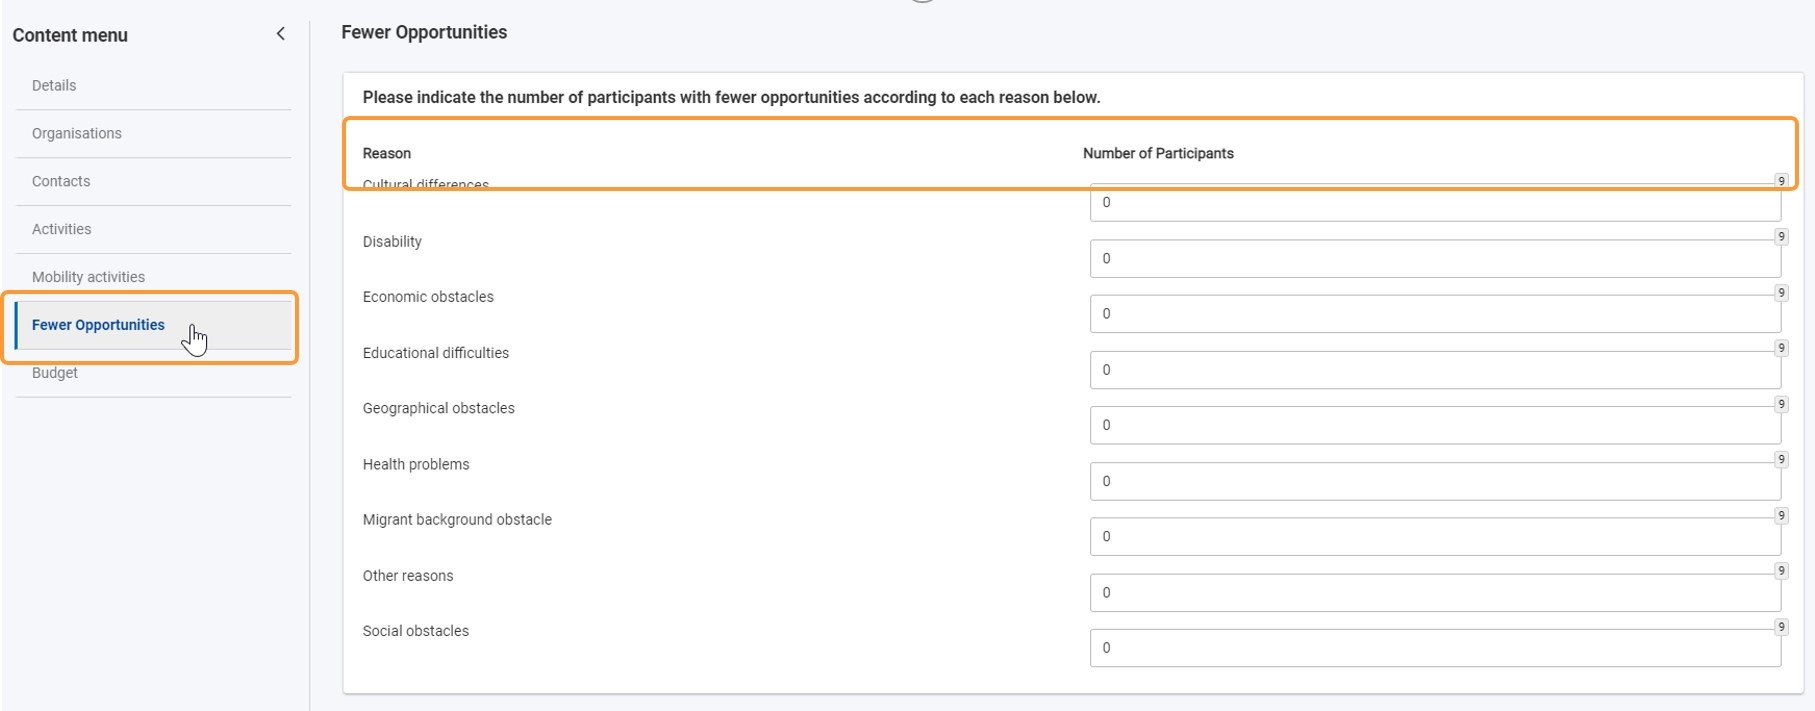 Content menu
Details
Organisations
Contacts
Activities
Mobility activities
Fewer Opportunities
Budget
Fewer Opportunities
Please indicate the number of participants with fewer opportunities according to each reason below.
Reason Number of Participants
Cultural differences 9
0
Disability 9
0
Economic obstacles 9
0
Educational difficulties 9
0
Geographical obstacles 9
0
Health problems 9
0
Migrant background obstacle 9
0
Other reasons 9
0
Social obstacles 9
0